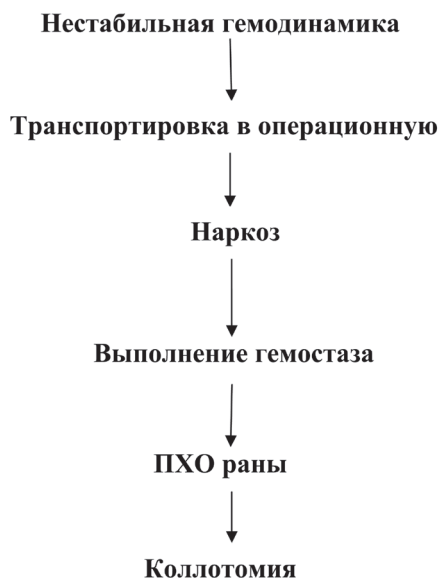 Нестабильная гемодинамика
Транспортировка в операционную
Наркоз
Выполнение гемостаза
ПХО раны
Коллотомия